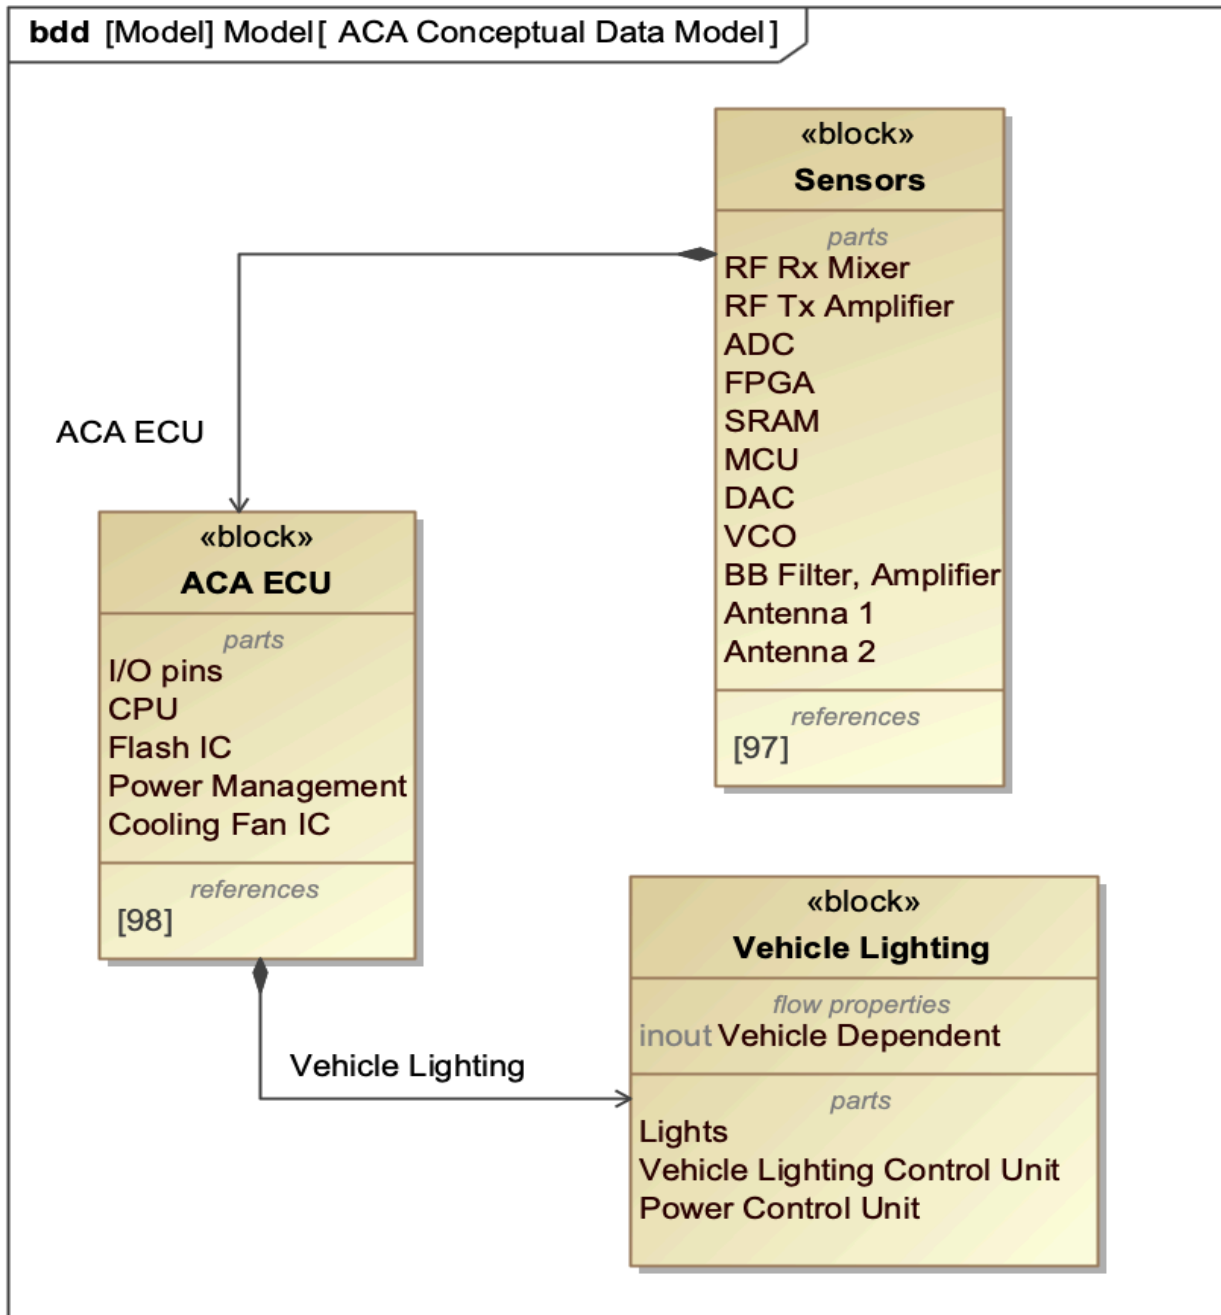 bdd [Model] Model[ ACA Conceptual Data Model]
«block»
Sensors
parts
RF Rx Mixer
RF Tx Amplifier
ADC
FPGA
SRAM
MCU
DAC
VCO
BB Filter, Amplifier
Antenna 1
Antenna 2
references
[97]
ACA ECU
«block»
ACA ECU
parts
I/O pins
CPU
Flash IC
Power Management
Cooling Fan IC
references
[98]
Vehicle Lighting
«block»
Vehicle Lighting
flow properties
inout Vehicle Dependent
parts
Lights
Vehicle Lighting Control Unit
Power Control Unit